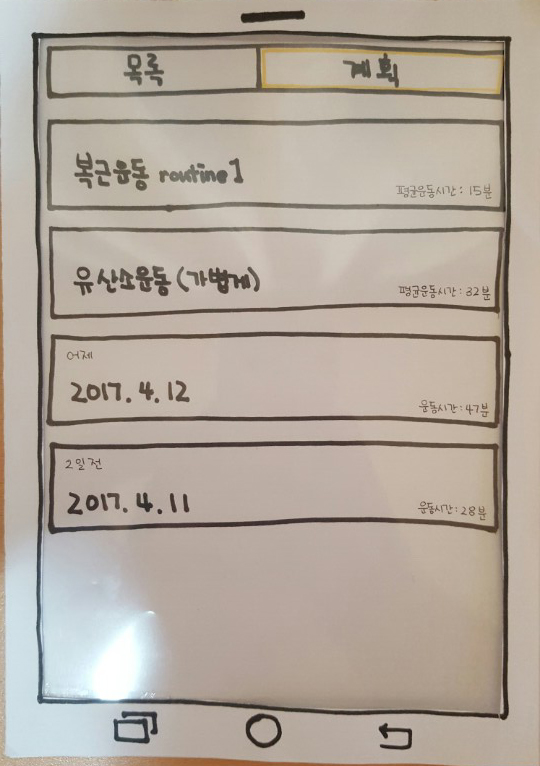 목록
계획
복근운동 routine 1
평균운동시간 : 15분
유산소운동 (가볍게)
평균운동시간 : 32분
어제
2017. 4. 12
운동시간 : 47분
2일 전
2017. 4. 11
운동시간 : 28분